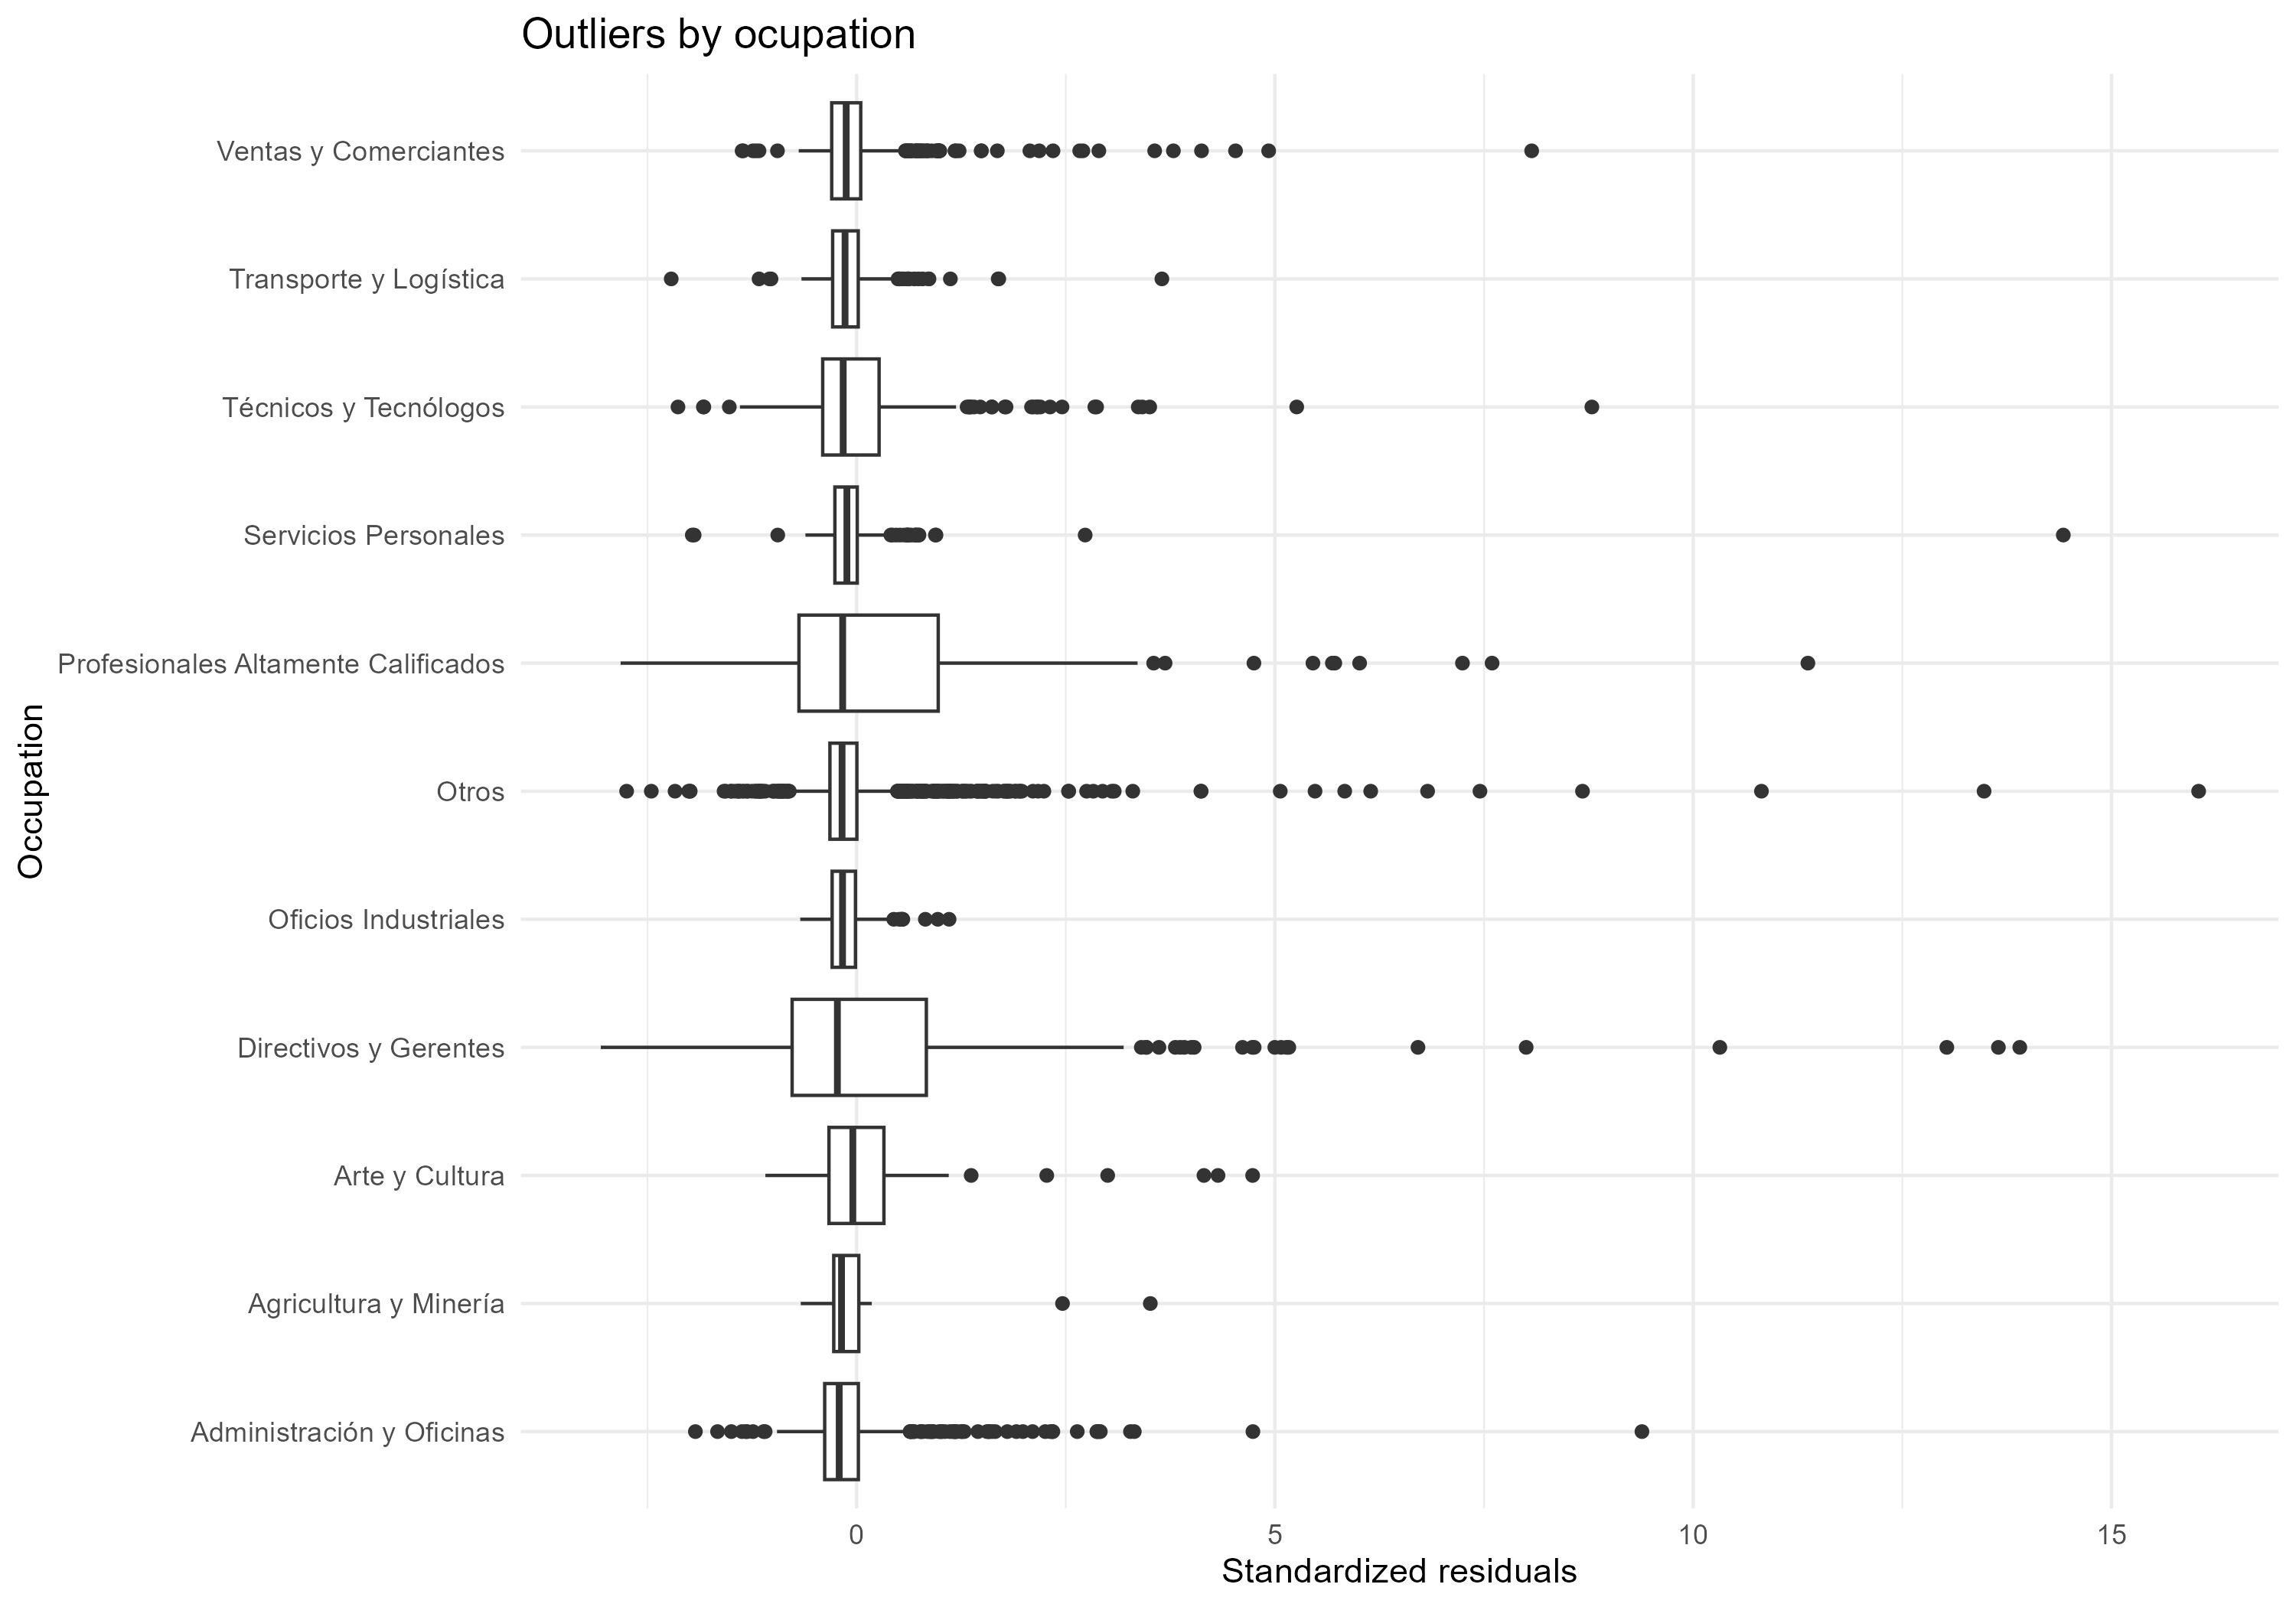 Outliers by ocupation
Ventas y Comerciantes
Transporte y Logística
Técnicos y Tecnólogos
Servicios Personales
Profesionales Altamente Calificados
Otros
Oficios Industriales
Directivos y Gerentes
Arte y Cultura
Agricultura y Minería
Administración y Oficinas
Occupation
0 5 10 15
Standardized residuals